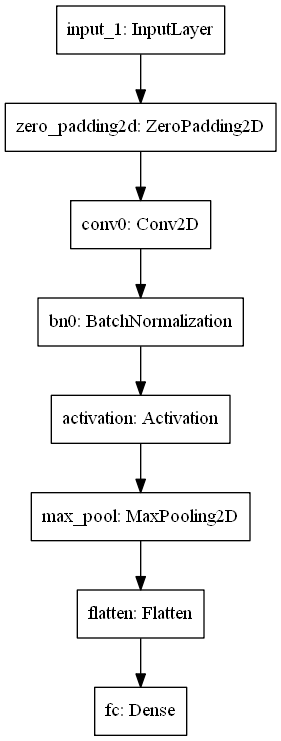 input_1: InputLayer
zero_padding2d: ZeroPadding2D
conv0: Conv2D
bn0: BatchNormalization
activation: Activation
max_pool: MaxPooling2D
flatten: Flatten
fc: Dense